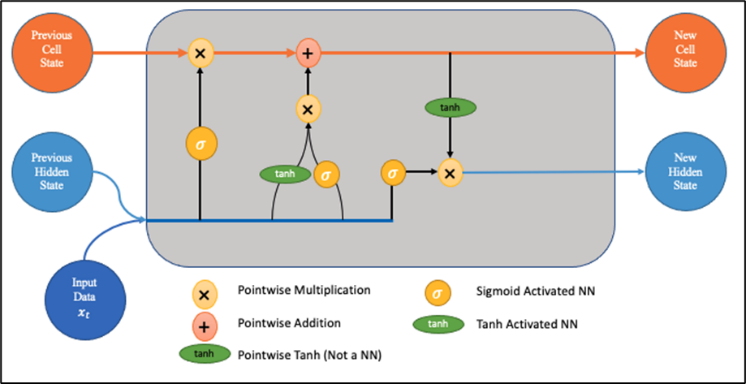 Previous
Cell
State
×
+
New
Cell
State
tanh
×
σ
Previous
Hidden
State
tanh
σ
σ
×
New
Hidden
State
Input
Data
xₜ
× Pointwise Multiplication
σ Sigmoid Activated NN
+ Pointwise Addition
tanh Tanh Activated NN
tanh Pointwise Tanh (Not a NN)